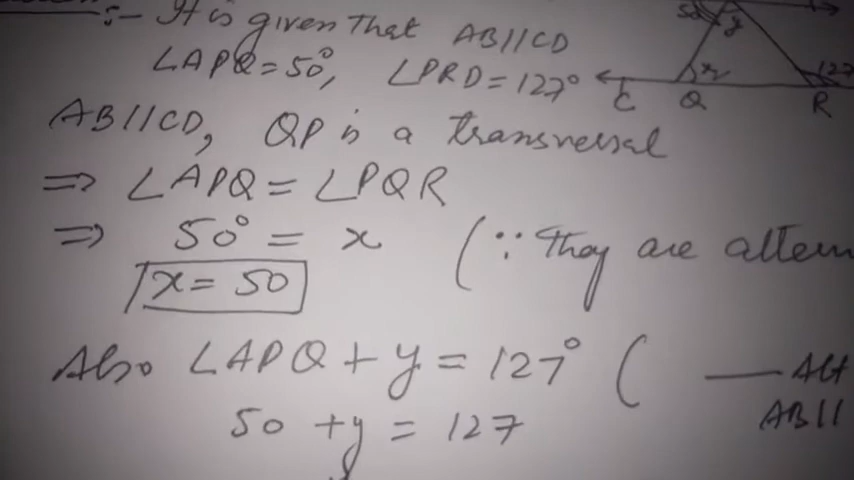 :- It is given that AB//CD
∠APQ = 50°, ∠PRD = 127°
50 y
x 127
C Q R
AB//CD, QP is a transversal
⇒ ∠APQ = ∠PQR
⇒ 50° = x (∵ they are altern
x = 50
Also ∠APQ + y = 127° ( — Alt
AB//
50 + y = 127